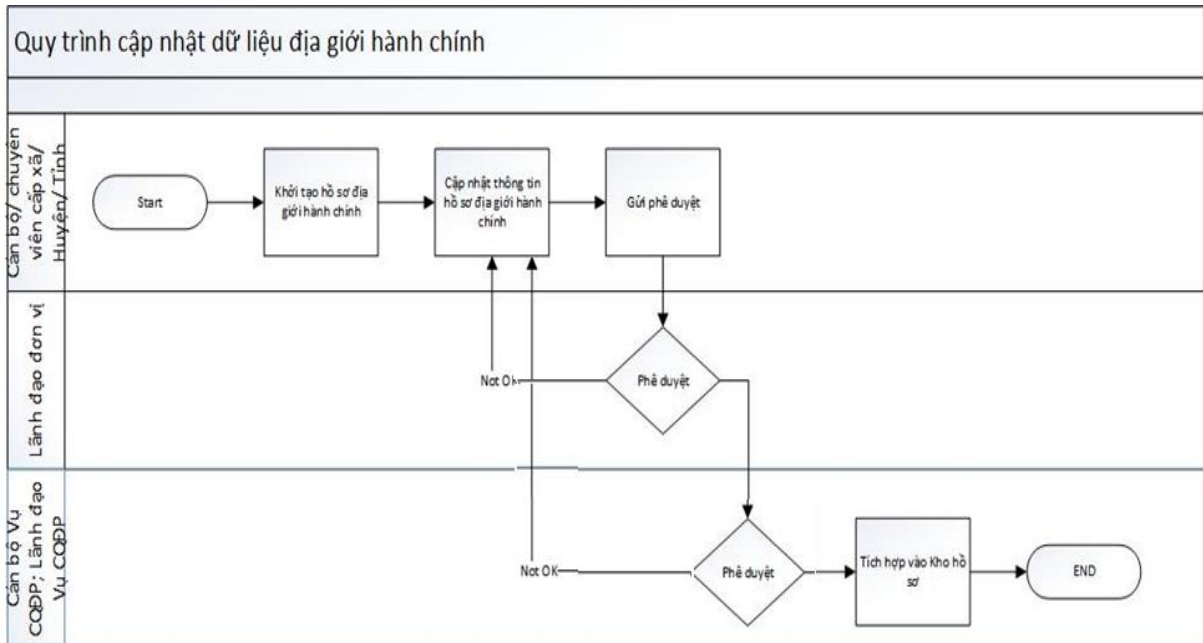 Quy trình cập nhật dữ liệu địa giới hành chính
Cán bộ/ chuyên
viên cấp xã/
Huyện/ Tỉnh
Start
Khởi tạo hồ sơ địa
giới hành chính
Cập nhật thông tin
hồ sơ địa giới hành
chính
Gửi phê duyệt
Lãnh đạo đơn vị
Not Ok
Phê duyệt
Cán bộ Vụ
CQĐP; Lãnh đạo
Vụ CQĐP
Not OK
Phê duyệt
Tích hợp vào Kho hồ
sơ
END